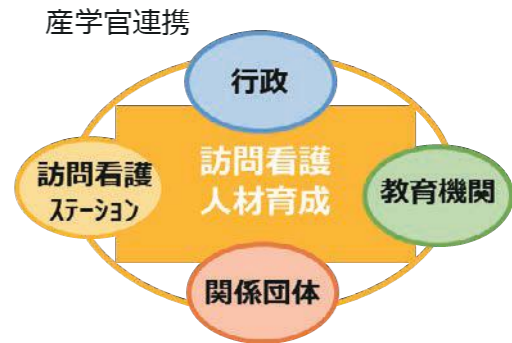 産学官連携
行政
訪問看護
人材育成
訪問看護
ｽﾃｰｼｮﾝ
教育機関
関係団体